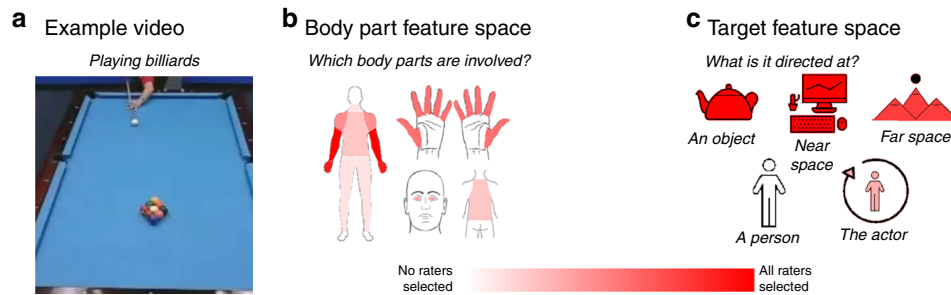 a Example video
Playing billiards
b Body part feature space
Which body parts are involved?
c Target feature space
What is it directed at?
An object
Near
space
Far space
A person
The actor
No raters
selected
All raters
selected